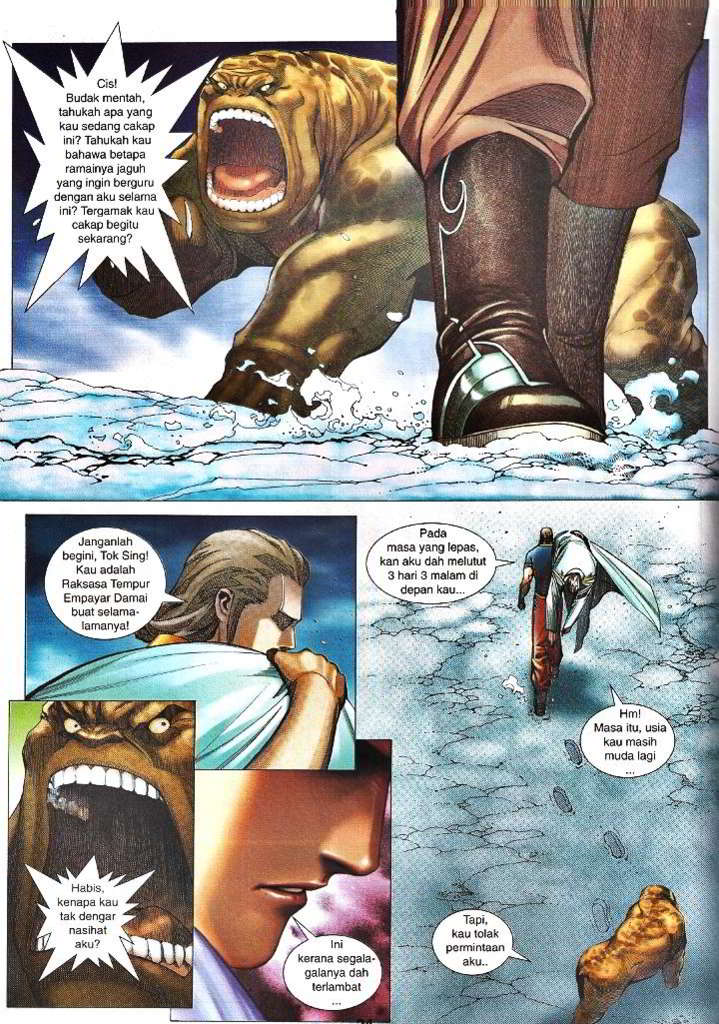 Cis!
Budak mentah,
tahukah apa yang
kau sedang cakap
ini? Tahukah kau
bahawa betapa
ramainya jaguh
yang ingin berguru
dengan aku selama
ini? Tergamak kau
cakap begitu
sekarang?
Janganlah
begini, Tok Sing!
Kau adalah
Raksasa Tempur
Empayar Damai
buat selama-
lamanya!
Pada
masa yang lepas,
kan aku dah melutut
3 hari 3 malam di
depan kau...
Hm!
Masa itu, usia
kau masih
muda lagi
...
Habis,
kenapa kau
tak dengar
nasihat
aku?
Ini
kerana segala-
galanya dah
terlambat
...
Tapi,
kau tolak
permintaan
aku..